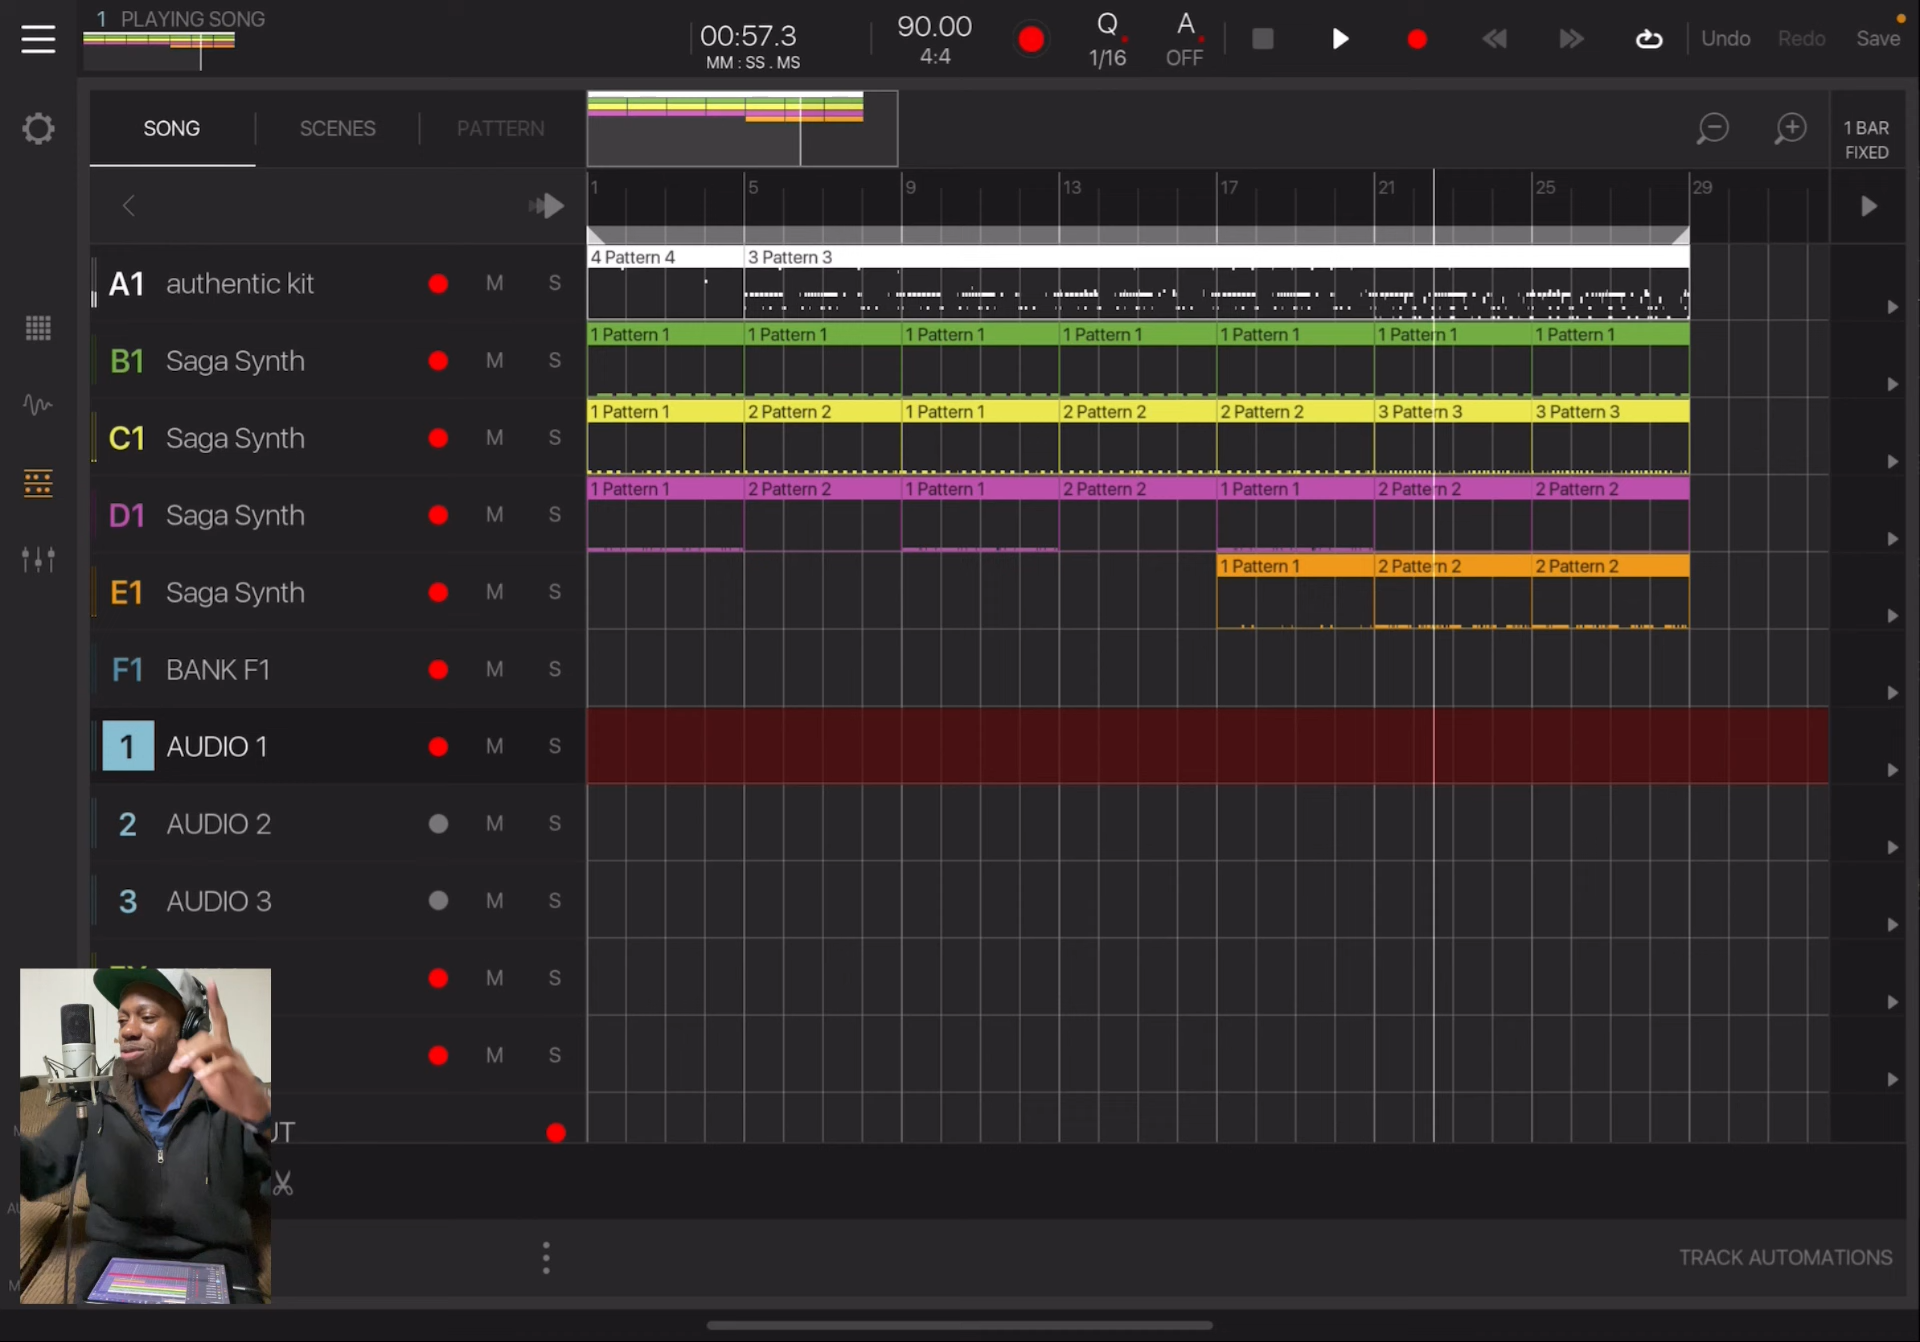 1 PLAYING SONG
00:57.3
MM : SS . MS
90.00
4:4
Q
1/16
A
OFF
Undo
Redo
Save
SONG
SCENES
PATTERN
1 BAR
FIXED
1
5
9
13
17
21
25
29
A1 authentic kit M S
4 Pattern 4
3 Pattern 3
B1 Saga Synth M S
1 Pattern 1
1 Pattern 1
1 Pattern 1
1 Pattern 1
1 Pattern 1
1 Pattern 1
1 Pattern 1
C1 Saga Synth M S
1 Pattern 1
2 Pattern 2
1 Pattern 1
2 Pattern 2
2 Pattern 2
3 Pattern 3
3 Pattern 3
D1 Saga Synth M S
1 Pattern 1
2 Pattern 2
1 Pattern 1
2 Pattern 2
1 Pattern 1
2 Pattern 2
2 Pattern 2
E1 Saga Synth M S
1 Pattern 1
2 Pattern 2
2 Pattern 2
F1 BANK F1 M S
1 AUDIO 1 M S
2 AUDIO 2 M S
3 AUDIO 3 M S
M S
M S
TRACK AUTOMATIONS